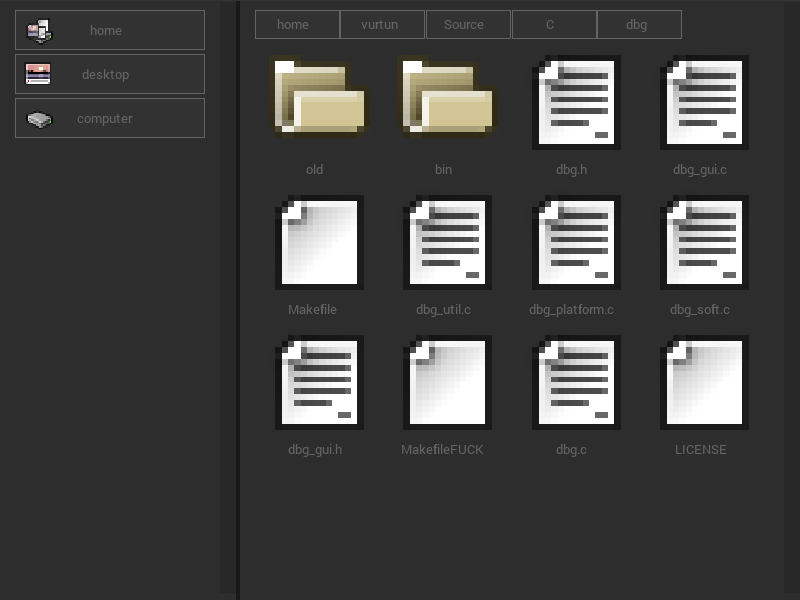 home
desktop
computer
home vurtun Source C dbg
old bin dbg.h dbg_gui.c
Makefile dbg_util.c dbg_platform.c dbg_soft.c
dbg_gui.h MakefileFUCK dbg.c LICENSE